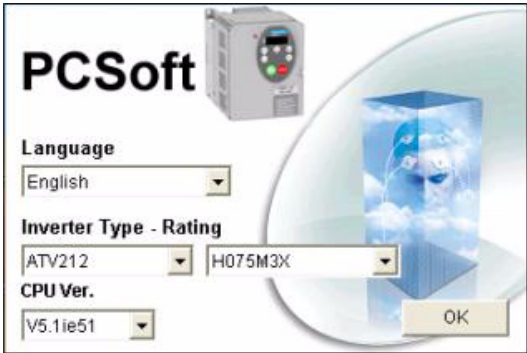 PCSoft
Language
English
Inverter Type - Rating
ATV212 H075M3X
CPU Ver.
V5.1ie51
OK